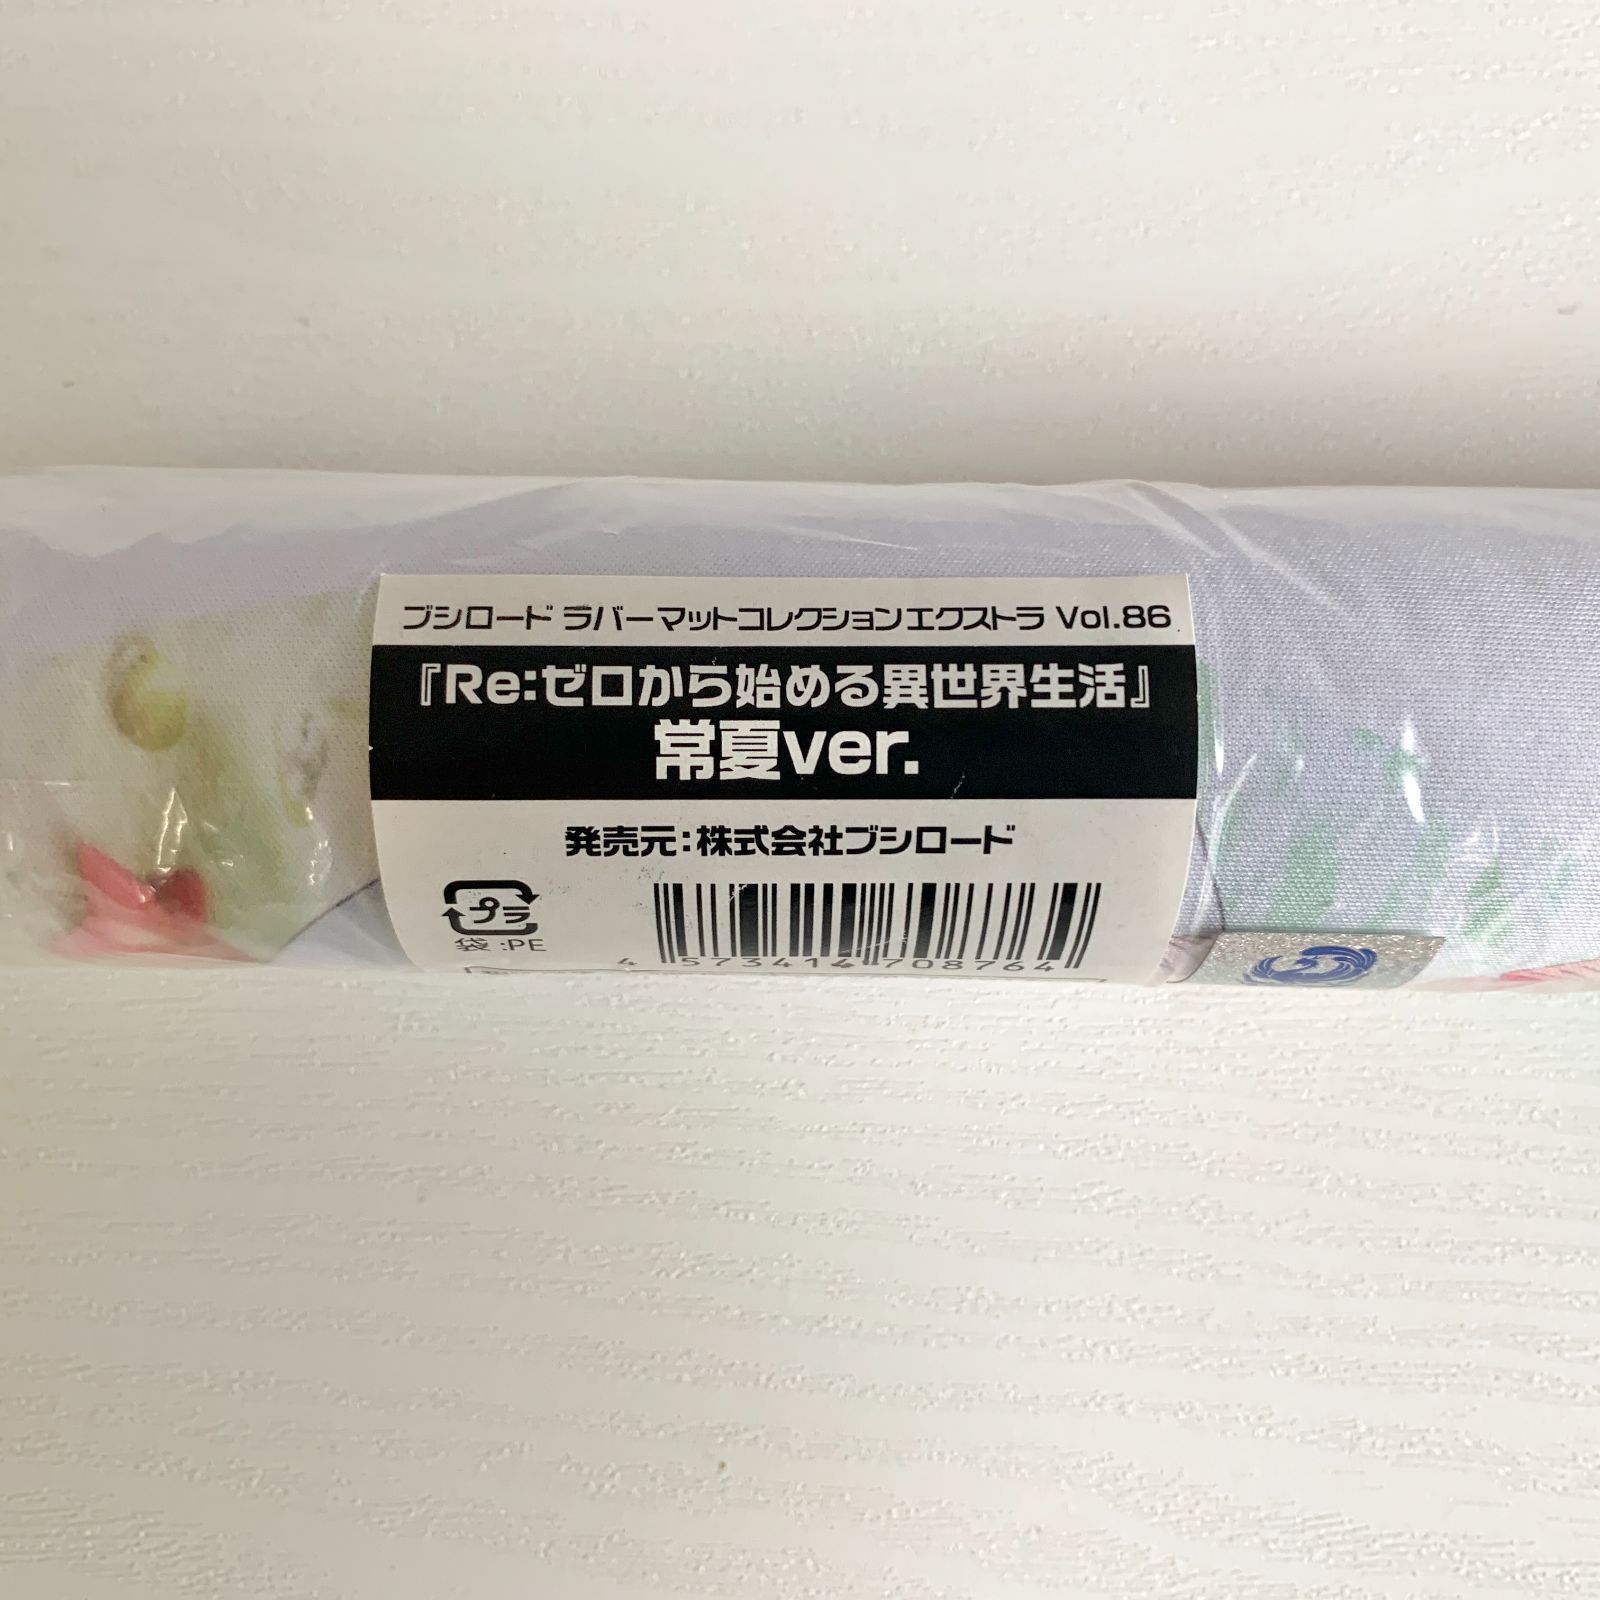 ブシロード ラバーマットコレクションエクストラ Vol.86
『Re:ゼロから始める異世界生活』
常夏ver.
発売元:株式会社ブシロード
プラ
袋:PE
4 573414 708764